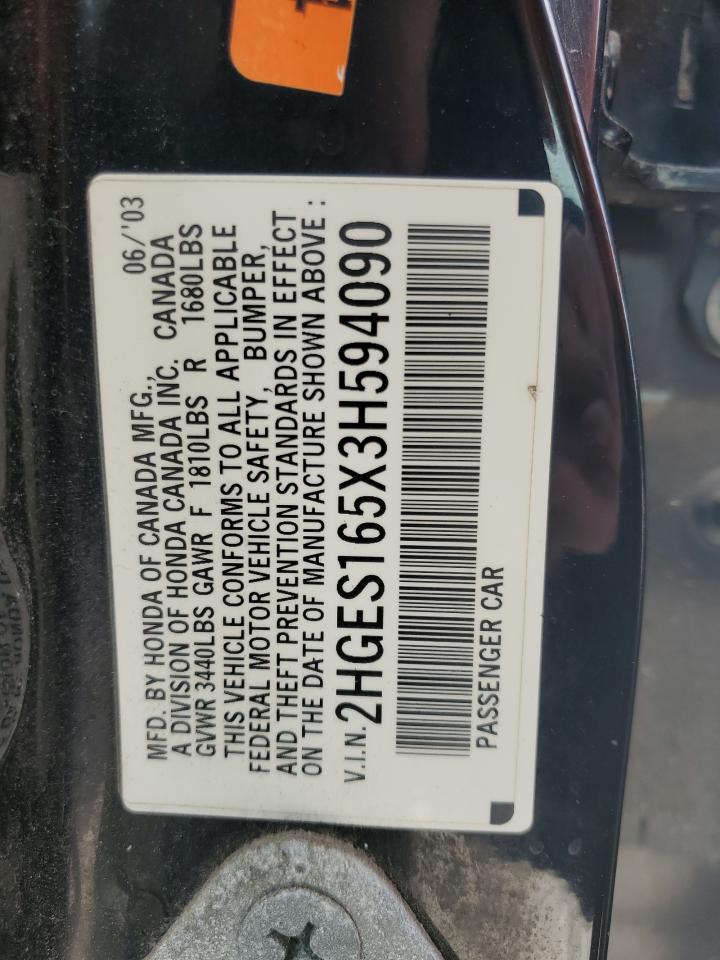 MFD. BY HONDA OF CANADA MFG., 06/'03
A DIVISION OF HONDA CANADA INC. CANADA
GVWR 3440LBS GAWR F 1810LBS R 1680LBS
THIS VEHICLE CONFORMS TO ALL APPLICABLE
FEDERAL MOTOR VEHICLE SAFETY, BUMPER,
AND THEFT PREVENTION STANDARDS IN EFFECT
ON THE DATE OF MANUFACTURE SHOWN ABOVE :
V.I.N. 2HGES165X3H594090
PASSENGER CAR